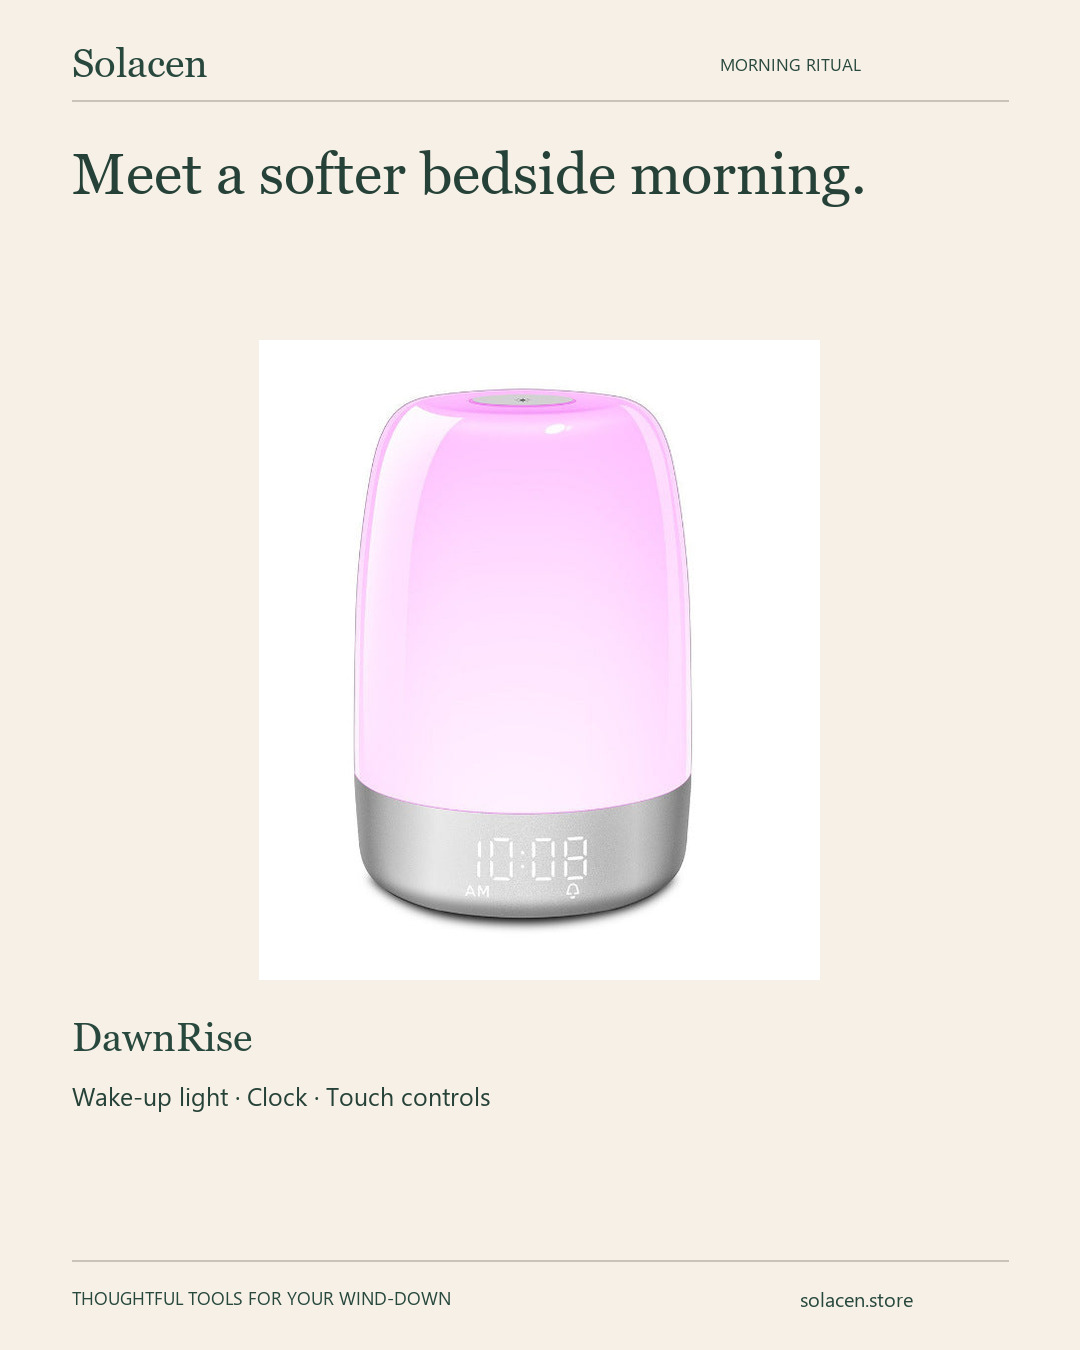 Solacen
MORNING RITUAL
Meet a softer bedside morning.
10:08
AM
DawnRise
Wake-up light · Clock · Touch controls
THOUGHTFUL TOOLS FOR YOUR WIND-DOWN
solacen.store